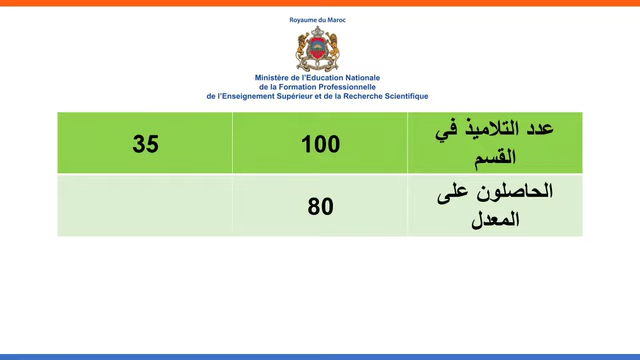 Royaume du Maroc
Ministère de l'Education Nationale
de la Formation Professionnelle
de l'Enseignement Supérieur et de la Recherche Scientifique
عدد التلاميذ في
القسم
100
35
الحاصلون على
المعدل
80